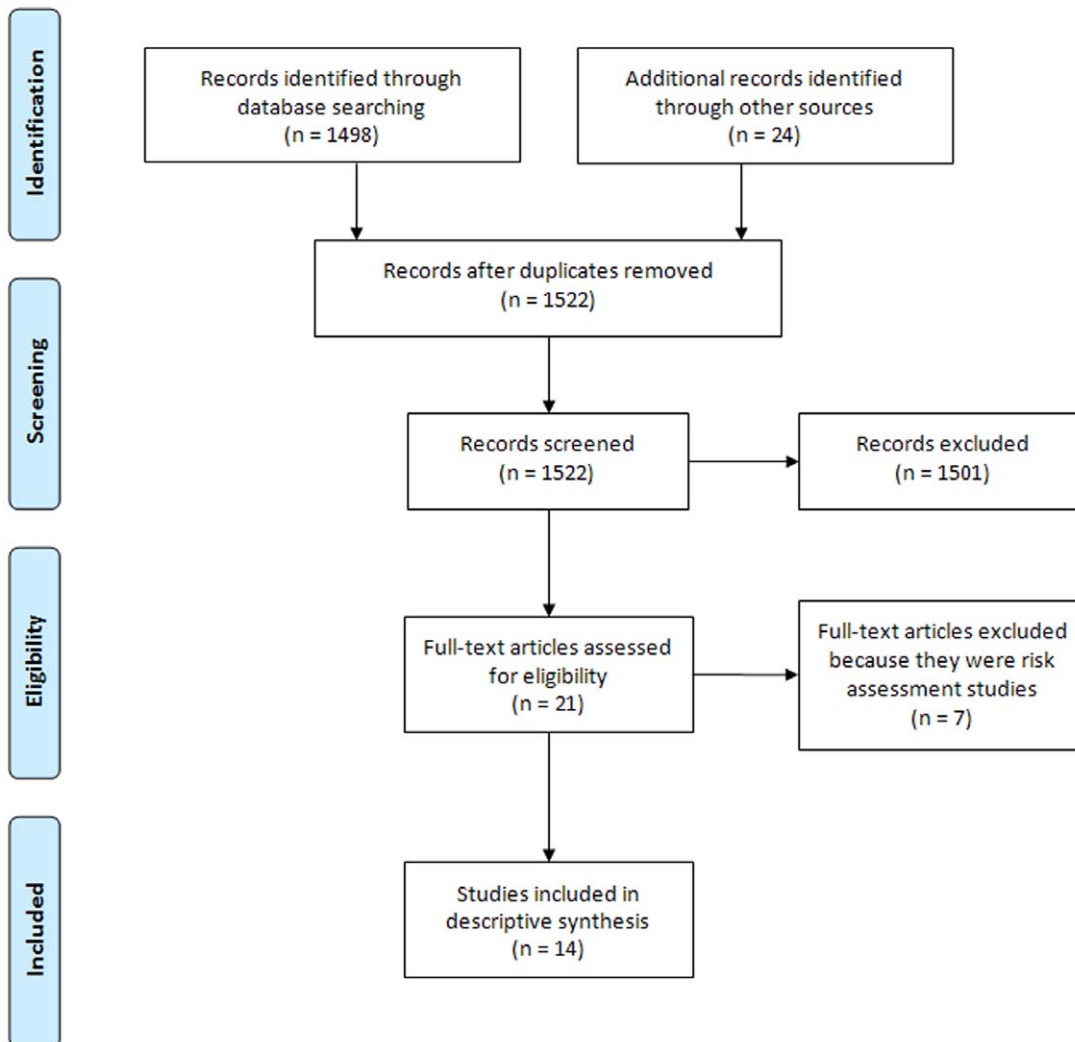 Identification
Records identified through
database searching
(n = 1498)
Additional records identified
through other sources
(n = 24)
Records after duplicates removed
(n = 1522)
Screening
Records screened
(n = 1522)
Records excluded
(n = 1501)
Eligibility
Full-text articles assessed
for eligibility
(n = 21)
Full-text articles excluded
because they were risk
assessment studies
(n = 7)
Included
Studies included in
descriptive synthesis
(n = 14)